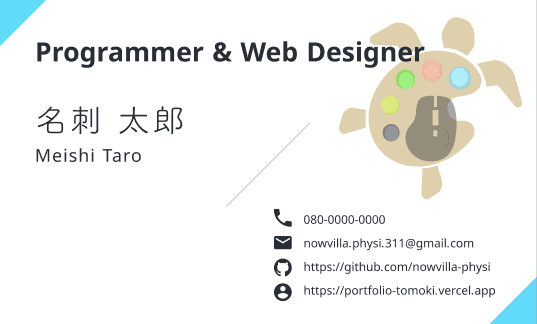 Programmer & Web Designer
名刺 太郎
Meishi Taro
080-0000-0000
nowvilla.physi.311@gmail.com
https://github.com/nowvilla-physi
https://portfolio-tomoki.vercel.app